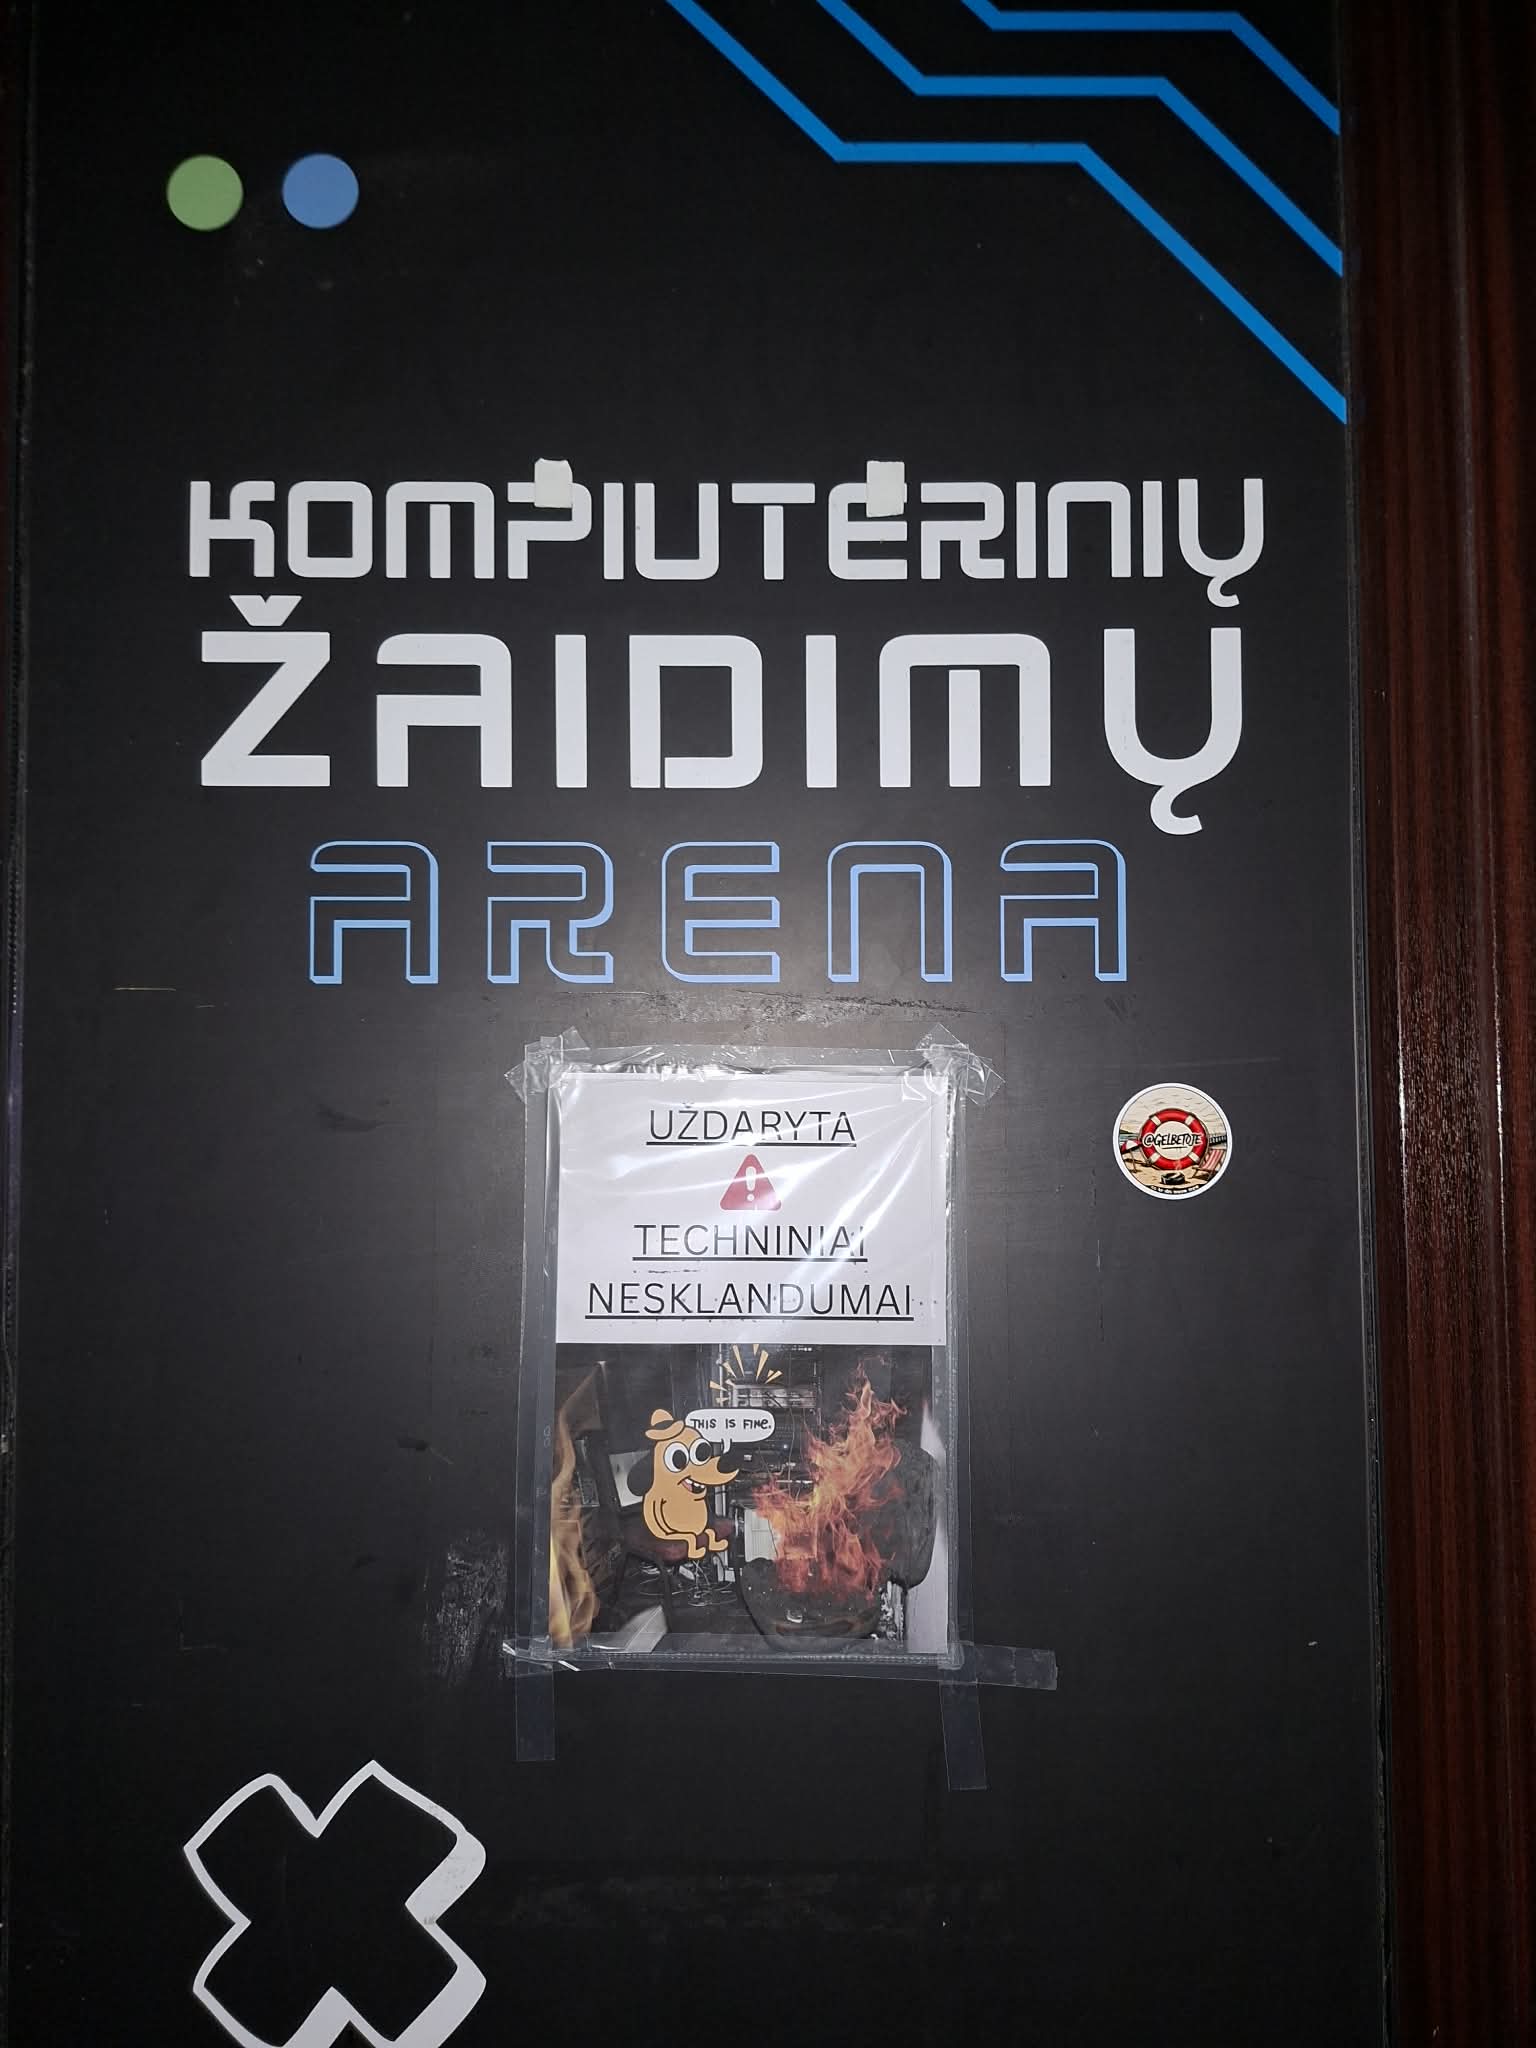 KOMPIUTERINIŲ
ŽAIDIMŲ
ARENA
UŽDARYTA
TECHNINIAI
NESKLANDUMAI
THIS IS FINE.
@GELBETOJE